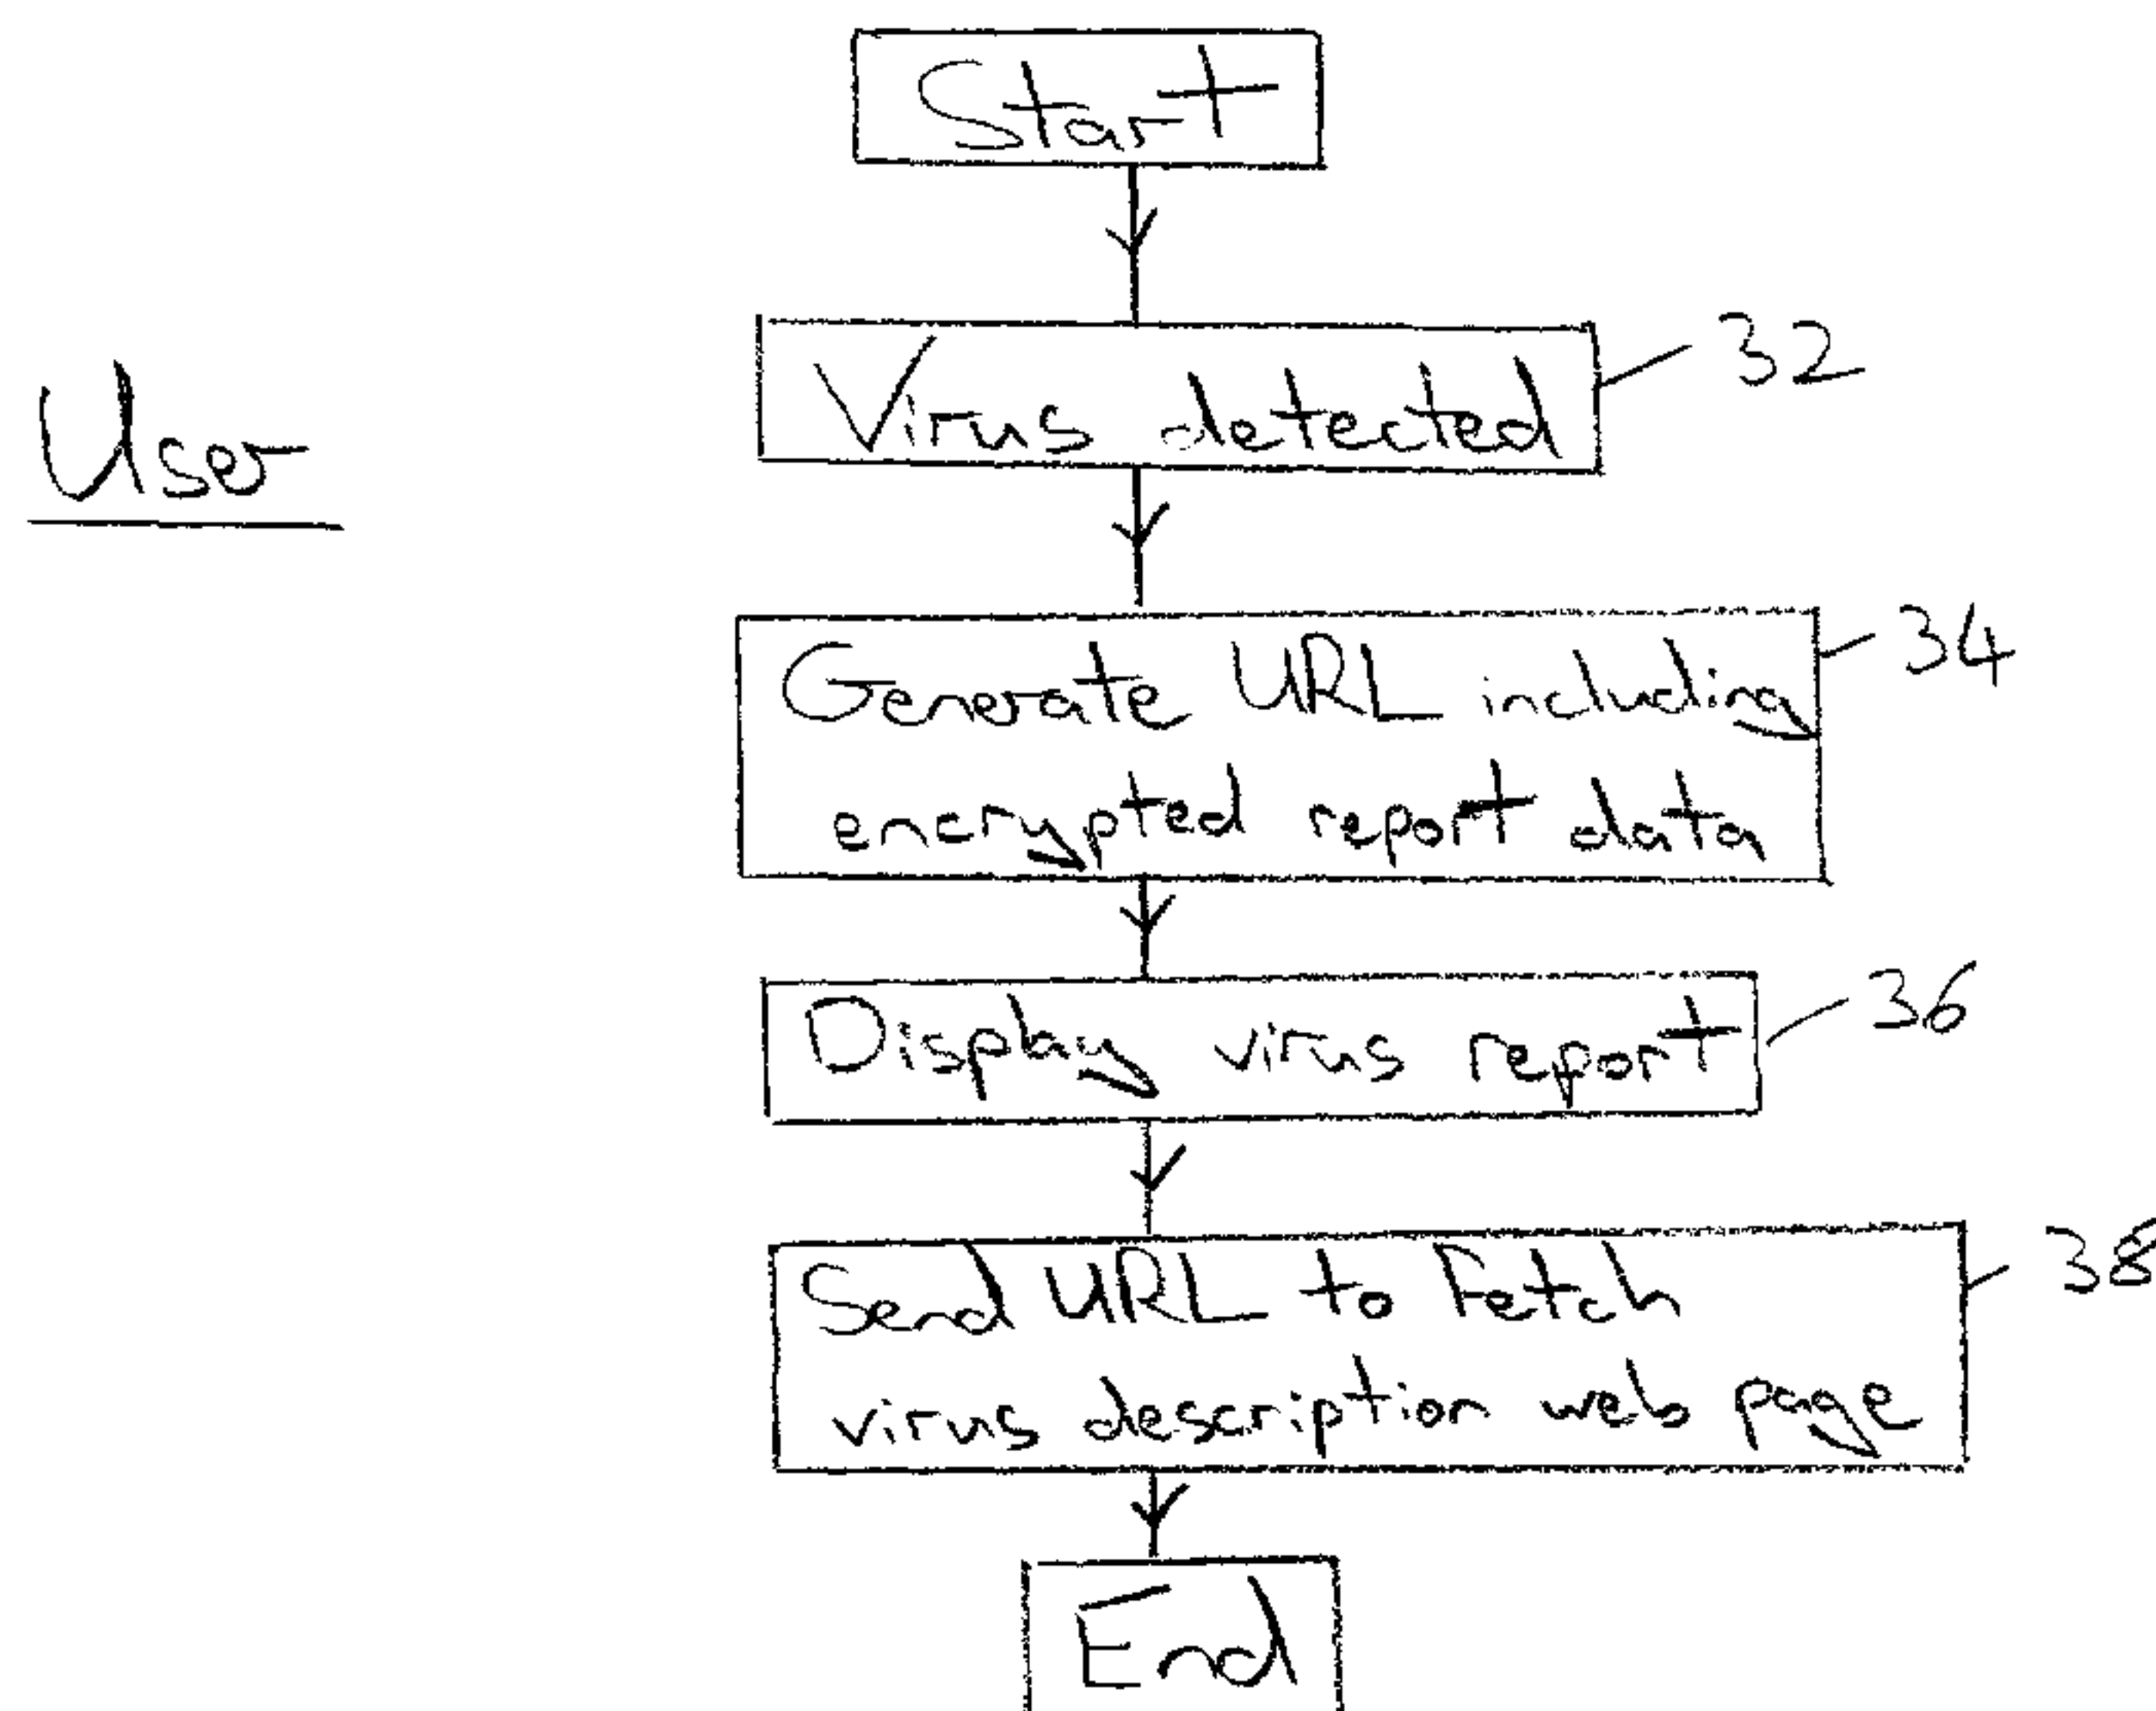 Start
Virus detected
32
User
Generate URL including
34
encrypted report data
Display virus report
36
Send URL to Fetch
38
virus description web page
End